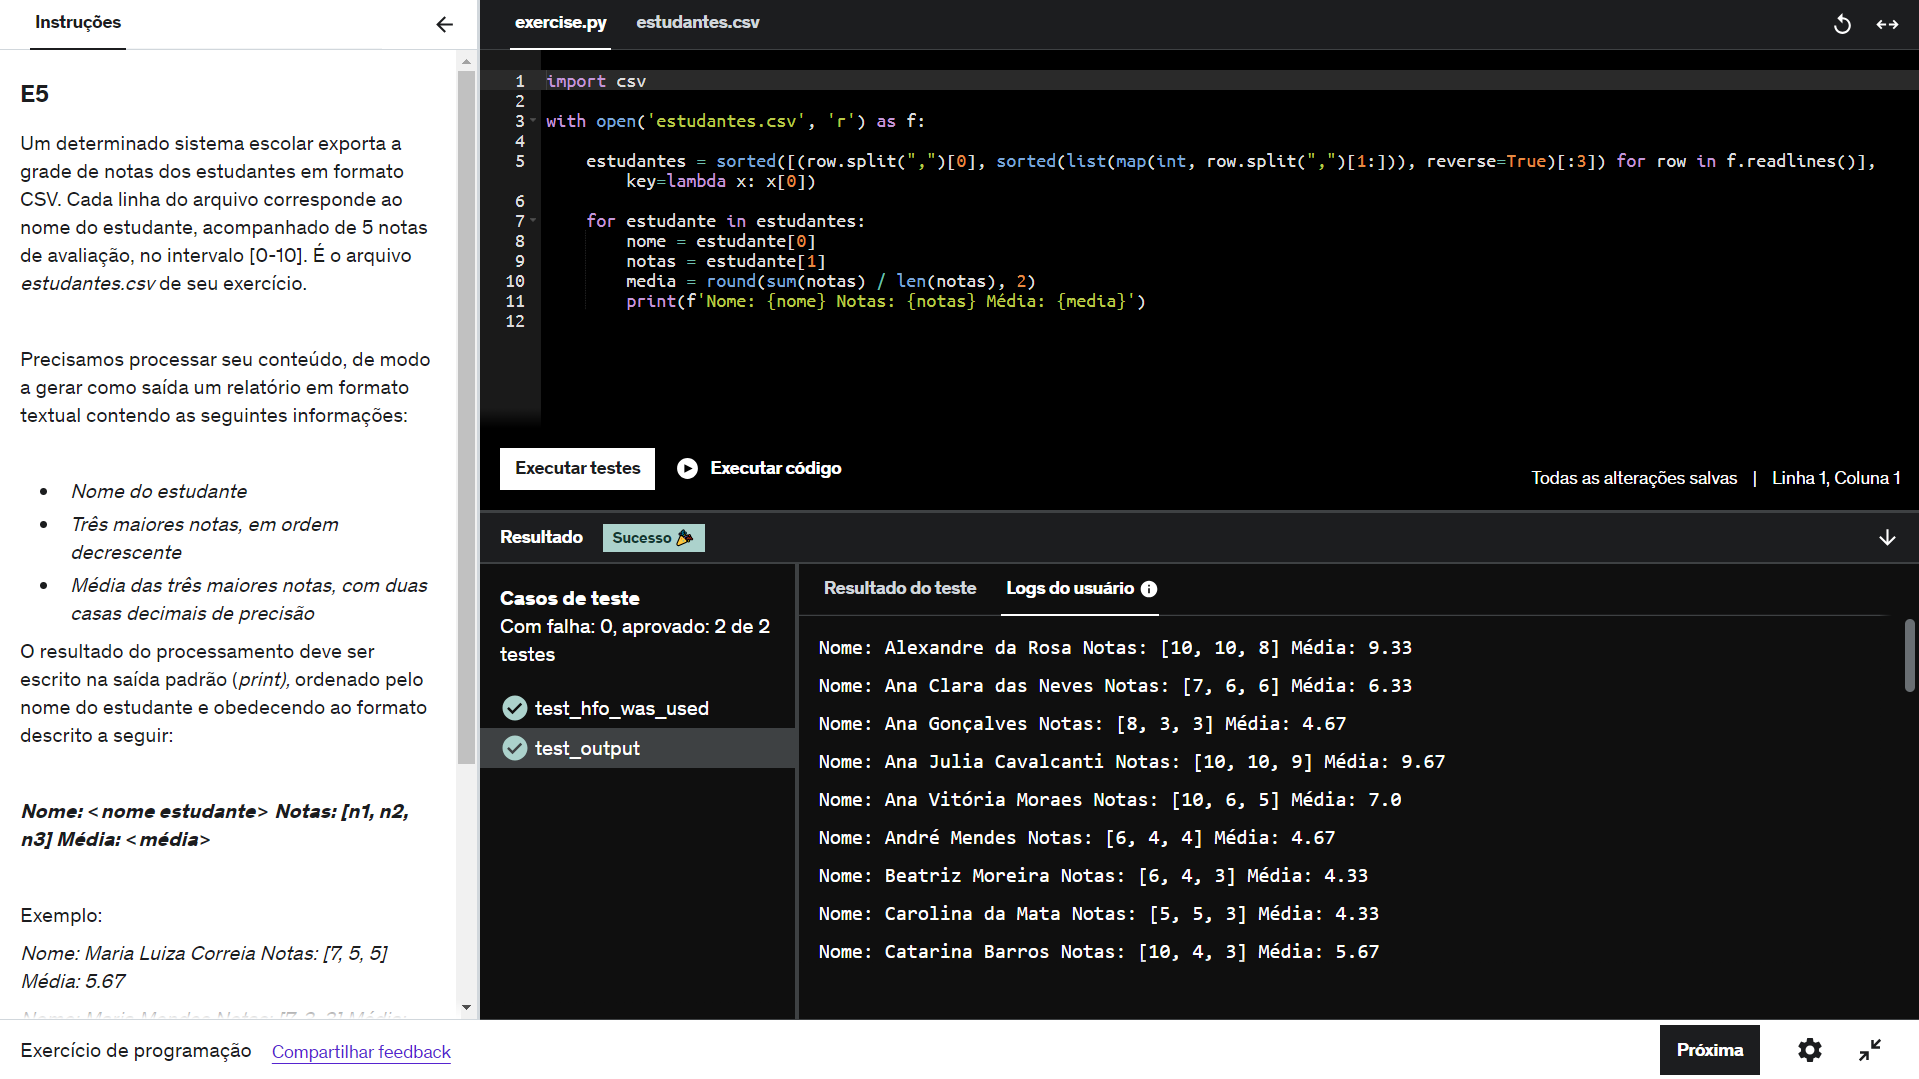 Instruções
E5
Um determinado sistema escolar exporta a
grade de notas dos estudantes em formato
CSV. Cada linha do arquivo corresponde ao
nome do estudante, acompanhado de 5 notas
de avaliação, no intervalo [0-10]. É o arquivo
estudantes.csv de seu exercício.
Precisamos processar seu conteúdo, de modo
a gerar como saída um relatório em formato
textual contendo as seguintes informações:
• Nome do estudante
• Três maiores notas, em ordem
decrescente
• Média das três maiores notas, com duas
casas decimais de precisão
O resultado do processamento deve ser
escrito na saída padrão (print), ordenado pelo
nome do estudante e obedecendo ao formato
descrito a seguir:
Nome: <nome estudante> Notas: [n1, n2,
n3] Média: <média>
Exemplo:
Nome: Maria Luiza Correia Notas: [7, 5, 5]
Média: 5.67
exercise.py estudantes.csv
1 import csv
2
3 with open('estudantes.csv', 'r') as f:
4
5 estudantes = sorted([(row.split(",")[0], sorted(list(map(int, row.split(",")[1:])), reverse=True)[:3]) for row in f.readlines()],
key=lambda x: x[0])
6
7 for estudante in estudantes:
8 nome = estudante[0]
9 notas = estudante[1]
10 media = round(sum(notas) / len(notas), 2)
11 print(f'Nome: {nome} Notas: {notas} Média: {media}')
12
Executar testes Executar código
Todas as alterações salvas | Linha 1, Coluna 1
Resultado Sucesso
Casos de teste
Com falha: 0, aprovado: 2 de 2
testes
test_hfo_was_used
test_output
Resultado do teste Logs do usuário
Nome: Alexandre da Rosa Notas: [10, 10, 8] Média: 9.33
Nome: Ana Clara das Neves Notas: [7, 6, 6] Média: 6.33
Nome: Ana Gonçalves Notas: [8, 3, 3] Média: 4.67
Nome: Ana Julia Cavalcanti Notas: [10, 10, 9] Média: 9.67
Nome: Ana Vitória Moraes Notas: [10, 6, 5] Média: 7.0
Nome: André Mendes Notas: [6, 4, 4] Média: 4.67
Nome: Beatriz Moreira Notas: [6, 4, 3] Média: 4.33
Nome: Carolina da Mata Notas: [5, 5, 3] Média: 4.33
Nome: Catarina Barros Notas: [10, 4, 3] Média: 5.67
Exercício de programação Compartilhar feedback
Próxima